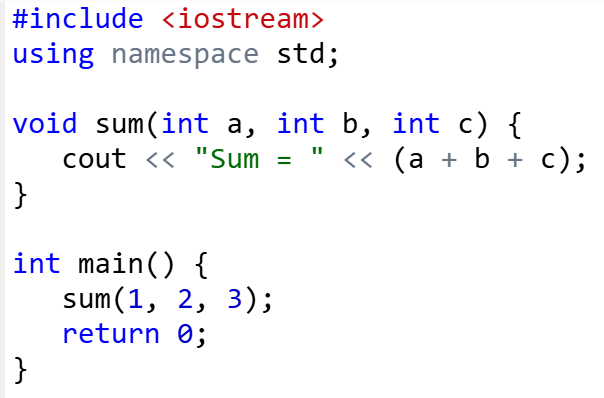 #include <iostream>
using namespace std;

void sum(int a, int b, int c) {
   cout << "Sum = " << (a + b + c);
}

int main() {
   sum(1, 2, 3);
   return 0;
}